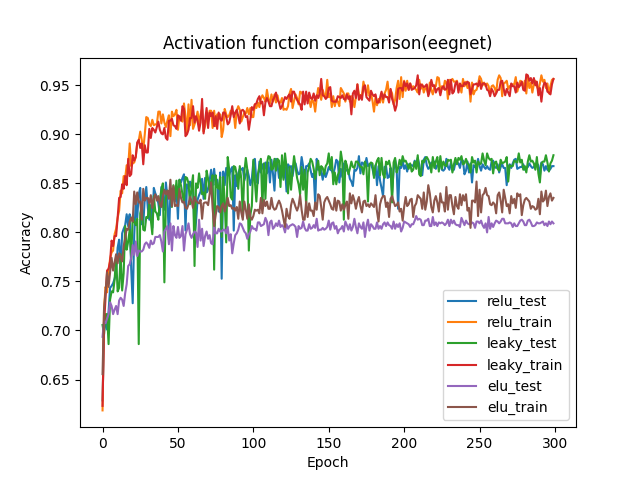 Activation function comparison(eegnet)
Accuracy
0.95
0.90
0.85
0.80
0.75
0.70
0.65
relu_test
relu_train
leaky_test
leaky_train
elu_test
elu_train
0 50 100 150 200 250 300
Epoch